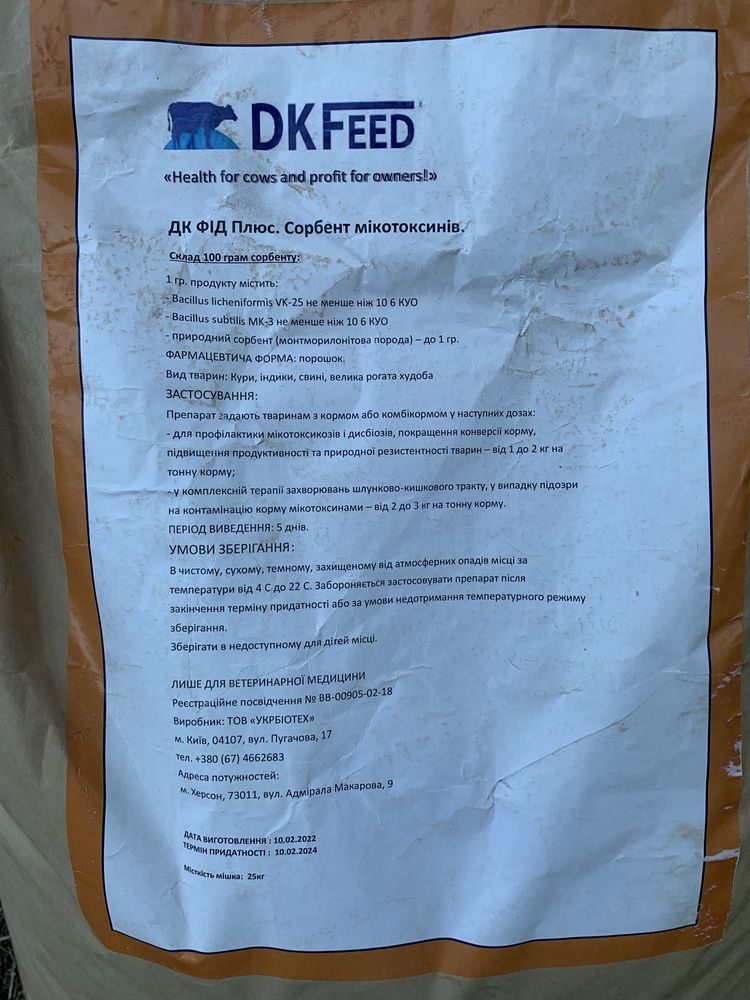 DKFEED
«Health for cows and profit for owners!»
ДК ФІД Плюс. Сорбент мікотоксинів.
Склад 100 грам сорбенту:
1 гр. продукту містить:
- Bacillus licheniformis VK-25 не менше ніж 10 6 КУО
- Bacillus subtilis МК-3 не менше ніж 10 6 КУО
- природний сорбент (монтморилонітова порода) – до 1 гр.
ФАРМАЦЕВТИЧА ФОРМА: порошок.
Вид тварин: Кури, індики, свині, велика рогата худоба
ЗАСТОСУВАННЯ:
Препарат задають тваринам з кормом або комбікормом у наступних дозах:
- для профілактики мікотоксикозів і дисбіозів, покращення конверсії корму,
підвищення продуктивності та природної резистентності тварин – від 1 до 2 кг на
тонну корму;
- у комплексній терапії захворювань шлунково-кишкового тракту, у випадку підозри
на контамінацію корму мікотоксинами – від 2 до 3 кг на тонну корму.
ПЕРІОД ВИВЕДЕННЯ: 5 днів.
УМОВИ ЗБЕРІГАННЯ:
В чистому, сухому, темному, захищеному від атмосферних опадів місці за
температури від 4 С до 22 С. Забороняється застосовувати препарат після
закінчення терміну придатності або за умови недотримання температурного режиму
зберігання.
Зберігати в недоступному для дітей місці.
ЛИШЕ ДЛЯ ВЕТЕРИНАРНОЇ МЕДИЦИНИ
Реєстраційне посвідчення № ВВ-00905-02-18
Виробник: ТОВ «УКРБІОТЕХ»
м. Київ, 04107, вул. Пугачова, 17
тел. +380 (67) 4662683
Адреса потужностей:
м. Херсон, 73011, вул. Адмірала Макарова, 9
ДАТА ВИГОТОВЛЕННЯ : 10.02.2022
ТЕРМІН ПРИДАТНОСТІ : 10.02.2024
Місткість мішка: 25кг